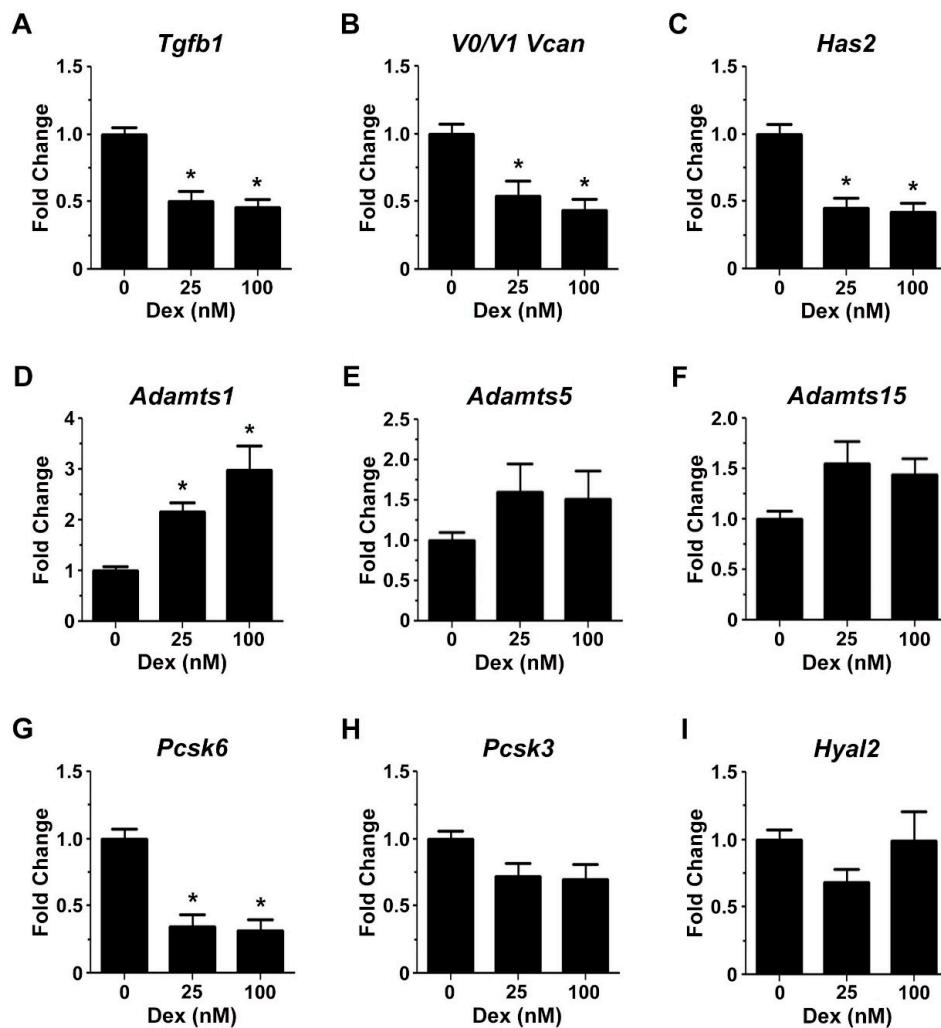 A
Tgfb1
Fold Change
1.5
1.0
0.5
0
*
*
0 25 100
Dex (nM)
B
V0/V1 Vcan
Fold Change
1.5
1.0
0.5
0
*
*
0 25 100
Dex (nM)
C
Has2
Fold Change
1.5
1.0
0.5
0
*
*
0 25 100
Dex (nM)
D
Adamts1
Fold Change
4
3
2
1
0
*
*
0 25 100
Dex (nM)
E
Adamts5
Fold Change
2.5
2.0
1.5
1.0
0.5
0
0 25 100
Dex (nM)
F
Adamts15
Fold Change
2.0
1.5
1.0
0.5
0
0 25 100
Dex (nM)
G
Pcsk6
Fold Change
1.5
1.0
0.5
0
*
*
0 25 100
Dex (nM)
H
Pcsk3
Fold Change
1.5
1.0
0.5
0
0 25 100
Dex (nM)
I
Hyal2
Fold Change
1.5
1.0
0.5
0
0 25 100
Dex (nM)